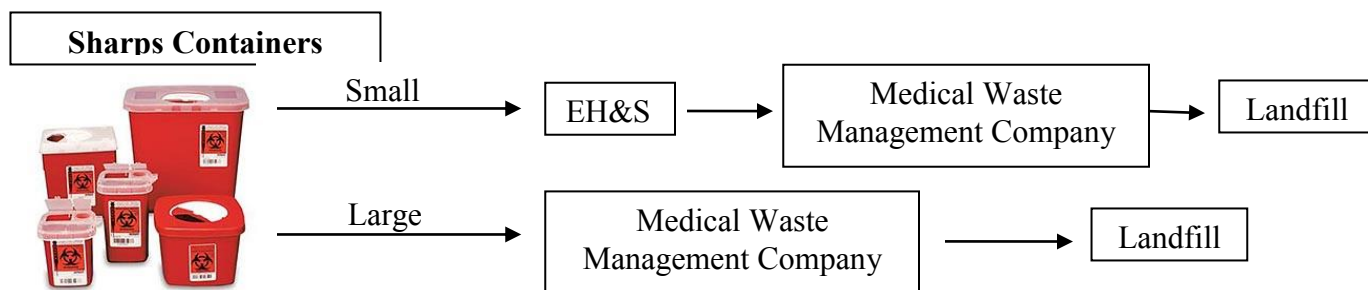 Sharps Containers
Small
EH&S
Medical Waste
Management Company
Landfill
Large
Medical Waste
Management Company
Landfill